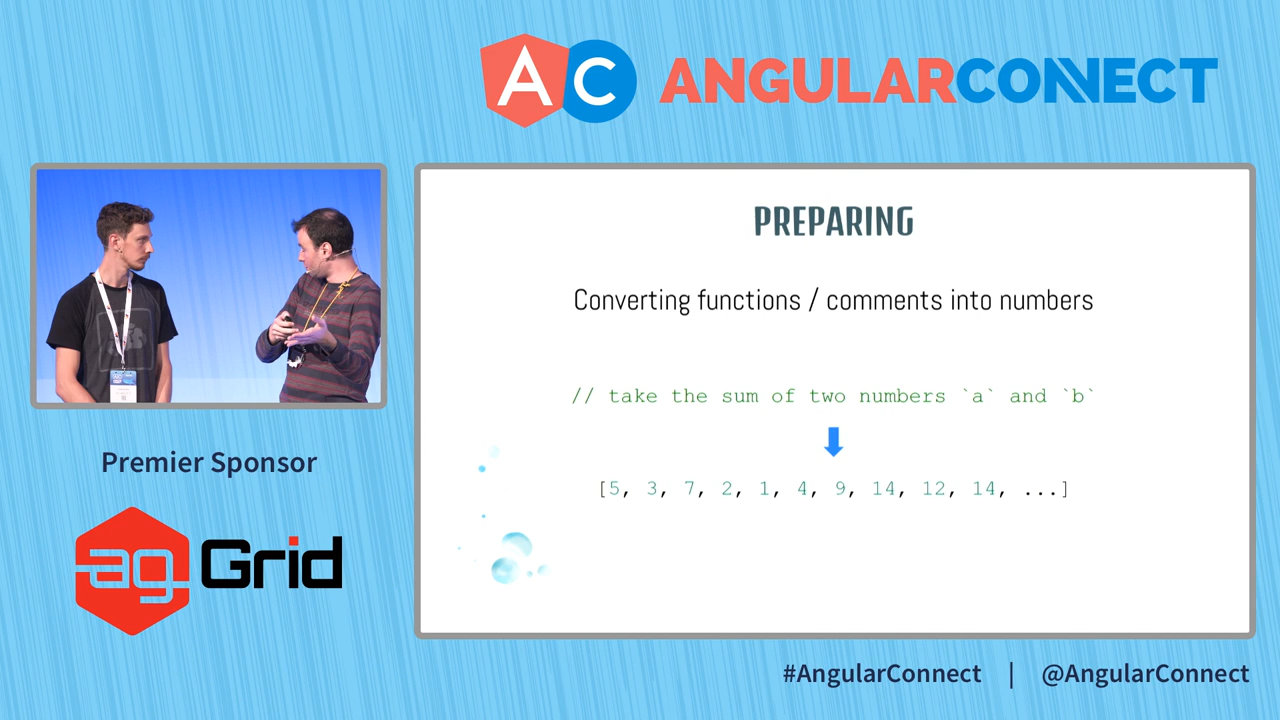 AC ANGULARCONNECT
PREPARING
Converting functions / comments into numbers
// take the sum of two numbers `a` and `b`
[5, 3, 7, 2, 1, 4, 9, 14, 12, 14, ...]
Premier Sponsor
ag Grid
#AngularConnect | @AngularConnect